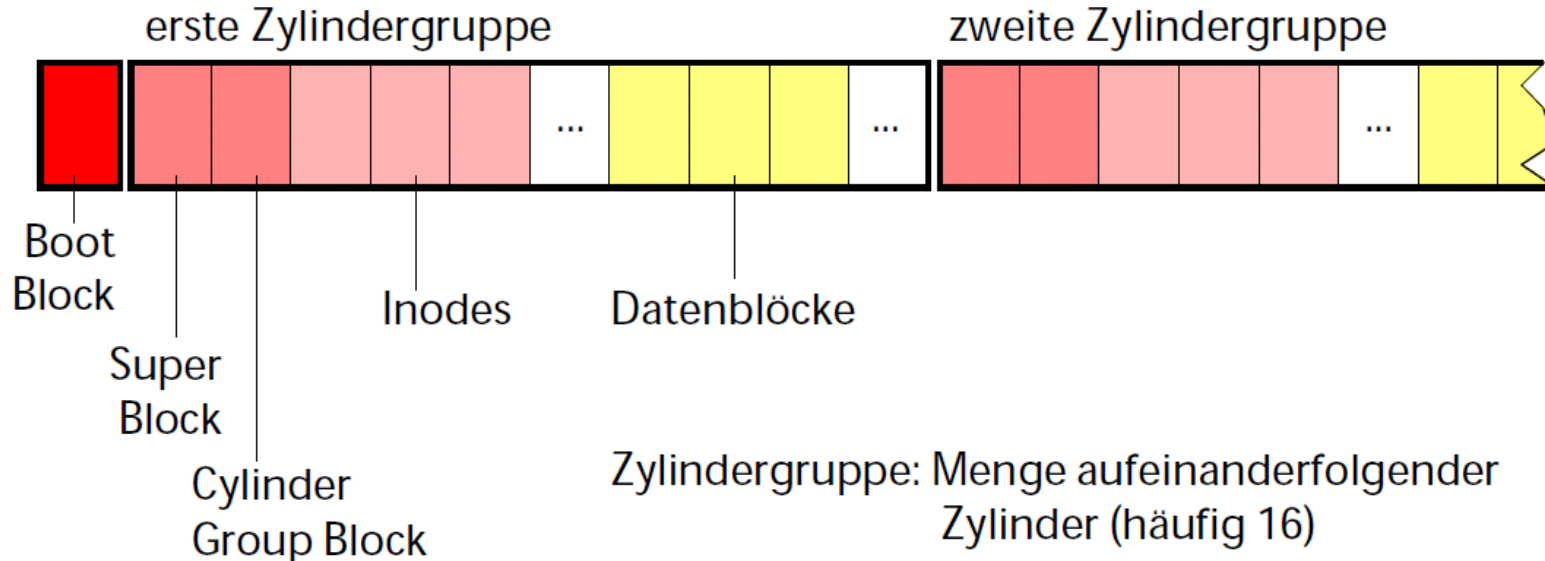 erste Zylindergruppe
zweite Zylindergruppe
...
...
...
Boot
Block
Inodes
Datenblöcke
Super
Block
Cylinder
Group Block
Zylindergruppe: Menge aufeinanderfolgender
Zylinder (häufig 16)